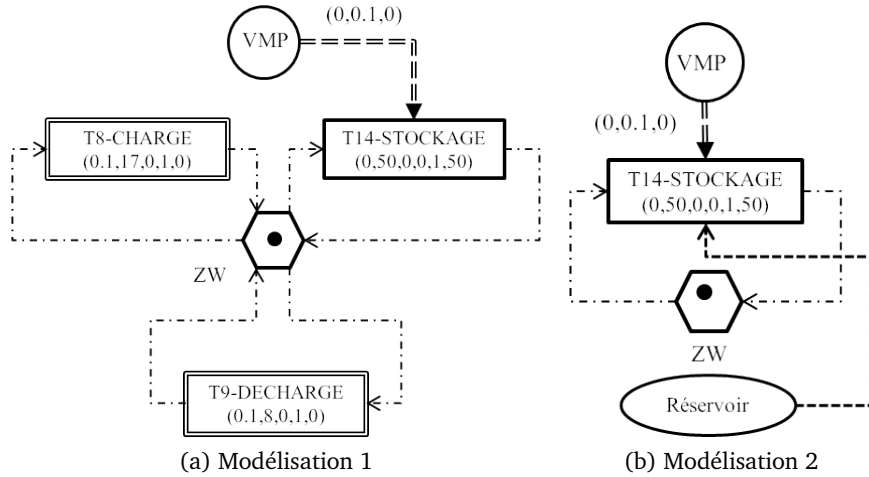 (0,0.1,0)
VMP
T8-CHARGE
(0.1,17,0,1,0)
T14-STOCKAGE
(0,50,0,0,1,50)
ZW
T9-DECHARGE
(0.1,8,0,1,0)
(a) Modélisation 1
VMP
(0,0.1,0)
T14-STOCKAGE
(0,50,0,0,1,50)
ZW
Réservoir
(b) Modélisation 2